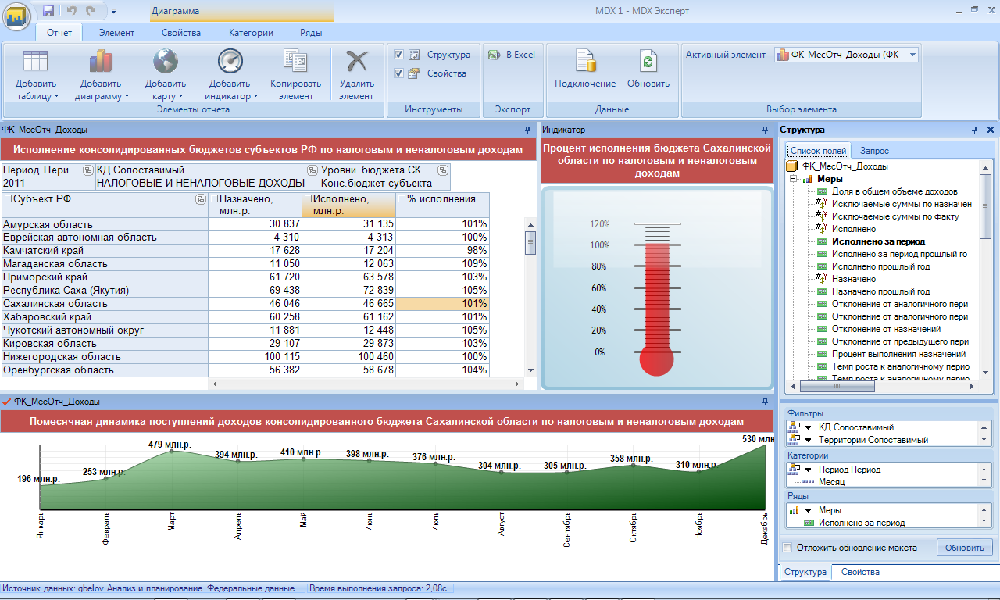 Диаграмма
MDX 1 - MDX Эксперт
Отчет
Элемент
Свойства
Категории
Ряды
Добавить таблицу
Добавить диаграмму
Добавить карту
Добавить индикатор
Копировать элемент
Удалить элемент
Элементы отчета
Структура
Свойства
Инструменты
В Excel
Экспорт
Подключение
Обновить
Данные
Активный элемент
ФК_МесОтч_Доходы (ФК_
Выбор элемента
ФК_МесОтч_Доходы
Исполнение консолидированных бюджетов субъектов РФ по налоговым и неналоговым доходам
Период Пери... КД Сопоставимый Уровни бюджета СК...
2011 НАЛОГОВЫЕ И НЕНАЛОГОВЫЕ ДОХОДЫ Конс.бюджет субъекта
Субъект РФ
Назначено, млн.р.
Исполнено, млн.р.
% исполнения
Амурская область 30 837 31 135 101%
Еврейская автономная область 4 310 4 313 100%
Камчатский край 17 628 17 204 98%
Магаданская область 11 050 12 063 109%
Приморский край 61 720 63 578 103%
Республика Саха (Якутия) 69 438 72 839 105%
Сахалинская область 46 046 46 665 101%
Хабаровский край 60 258 61 162 101%
Чукотский автономный округ 11 881 12 448 105%
Кировская область 29 107 29 873 103%
Нижегородская область 100 115 100 460 100%
Оренбургская область 56 382 58 678 104%
Индикатор
Процент исполнения бюджета Сахалинской
области по налоговым и неналоговым
доходам
120%
100%
80%
60%
40%
20%
0%
ФК_МесОтч_Доходы
Помесячная динамика поступлений доходов консолидированного бюджета Сахалинской области по налоговым и неналоговым доходам
196 млн.р.
253 млн.р.
479 млн.р.
394 млн.р.
410 млн.р.
398 млн.р.
376 млн.р.
304 млн.р.
305 млн.р.
358 млн.р.
310 млн.р.
530 млн
Январь
Февраль
Март
Апрель
Май
Июнь
Июль
Август
Сентябрь
Октябрь
Ноябрь
Декабрь
Структура
Список полей
Запрос
ФК_МесОтч_Доходы
Меры
Доля в общем объеме доходов
Исключаемые суммы по назначен
Исключаемые суммы по факту
Исполнено
Исполнено за период
Исполнено за период прошлый го
Исполнено прошлый год
Назначено
Назначено прошлый год
Отклонение от аналогичного пери
Отклонение от аналогичного пери
Отклонение от назначений
Отклонение от предыдущего пери
Процент выполнения назначений
Темп роста к аналогичному перио
Темп роста к аналогичному перио
Фильтры
КД Сопоставимый
Территории Сопоставимый
Категории
Период Период
Месяц
Ряды
Меры
Исполнено за период
Отложить обновление макета
Обновить
Структура
Свойства
Источник данных: gbelov Анализ и планирование Федеральные данные
Время выполнения запроса: 2,08с